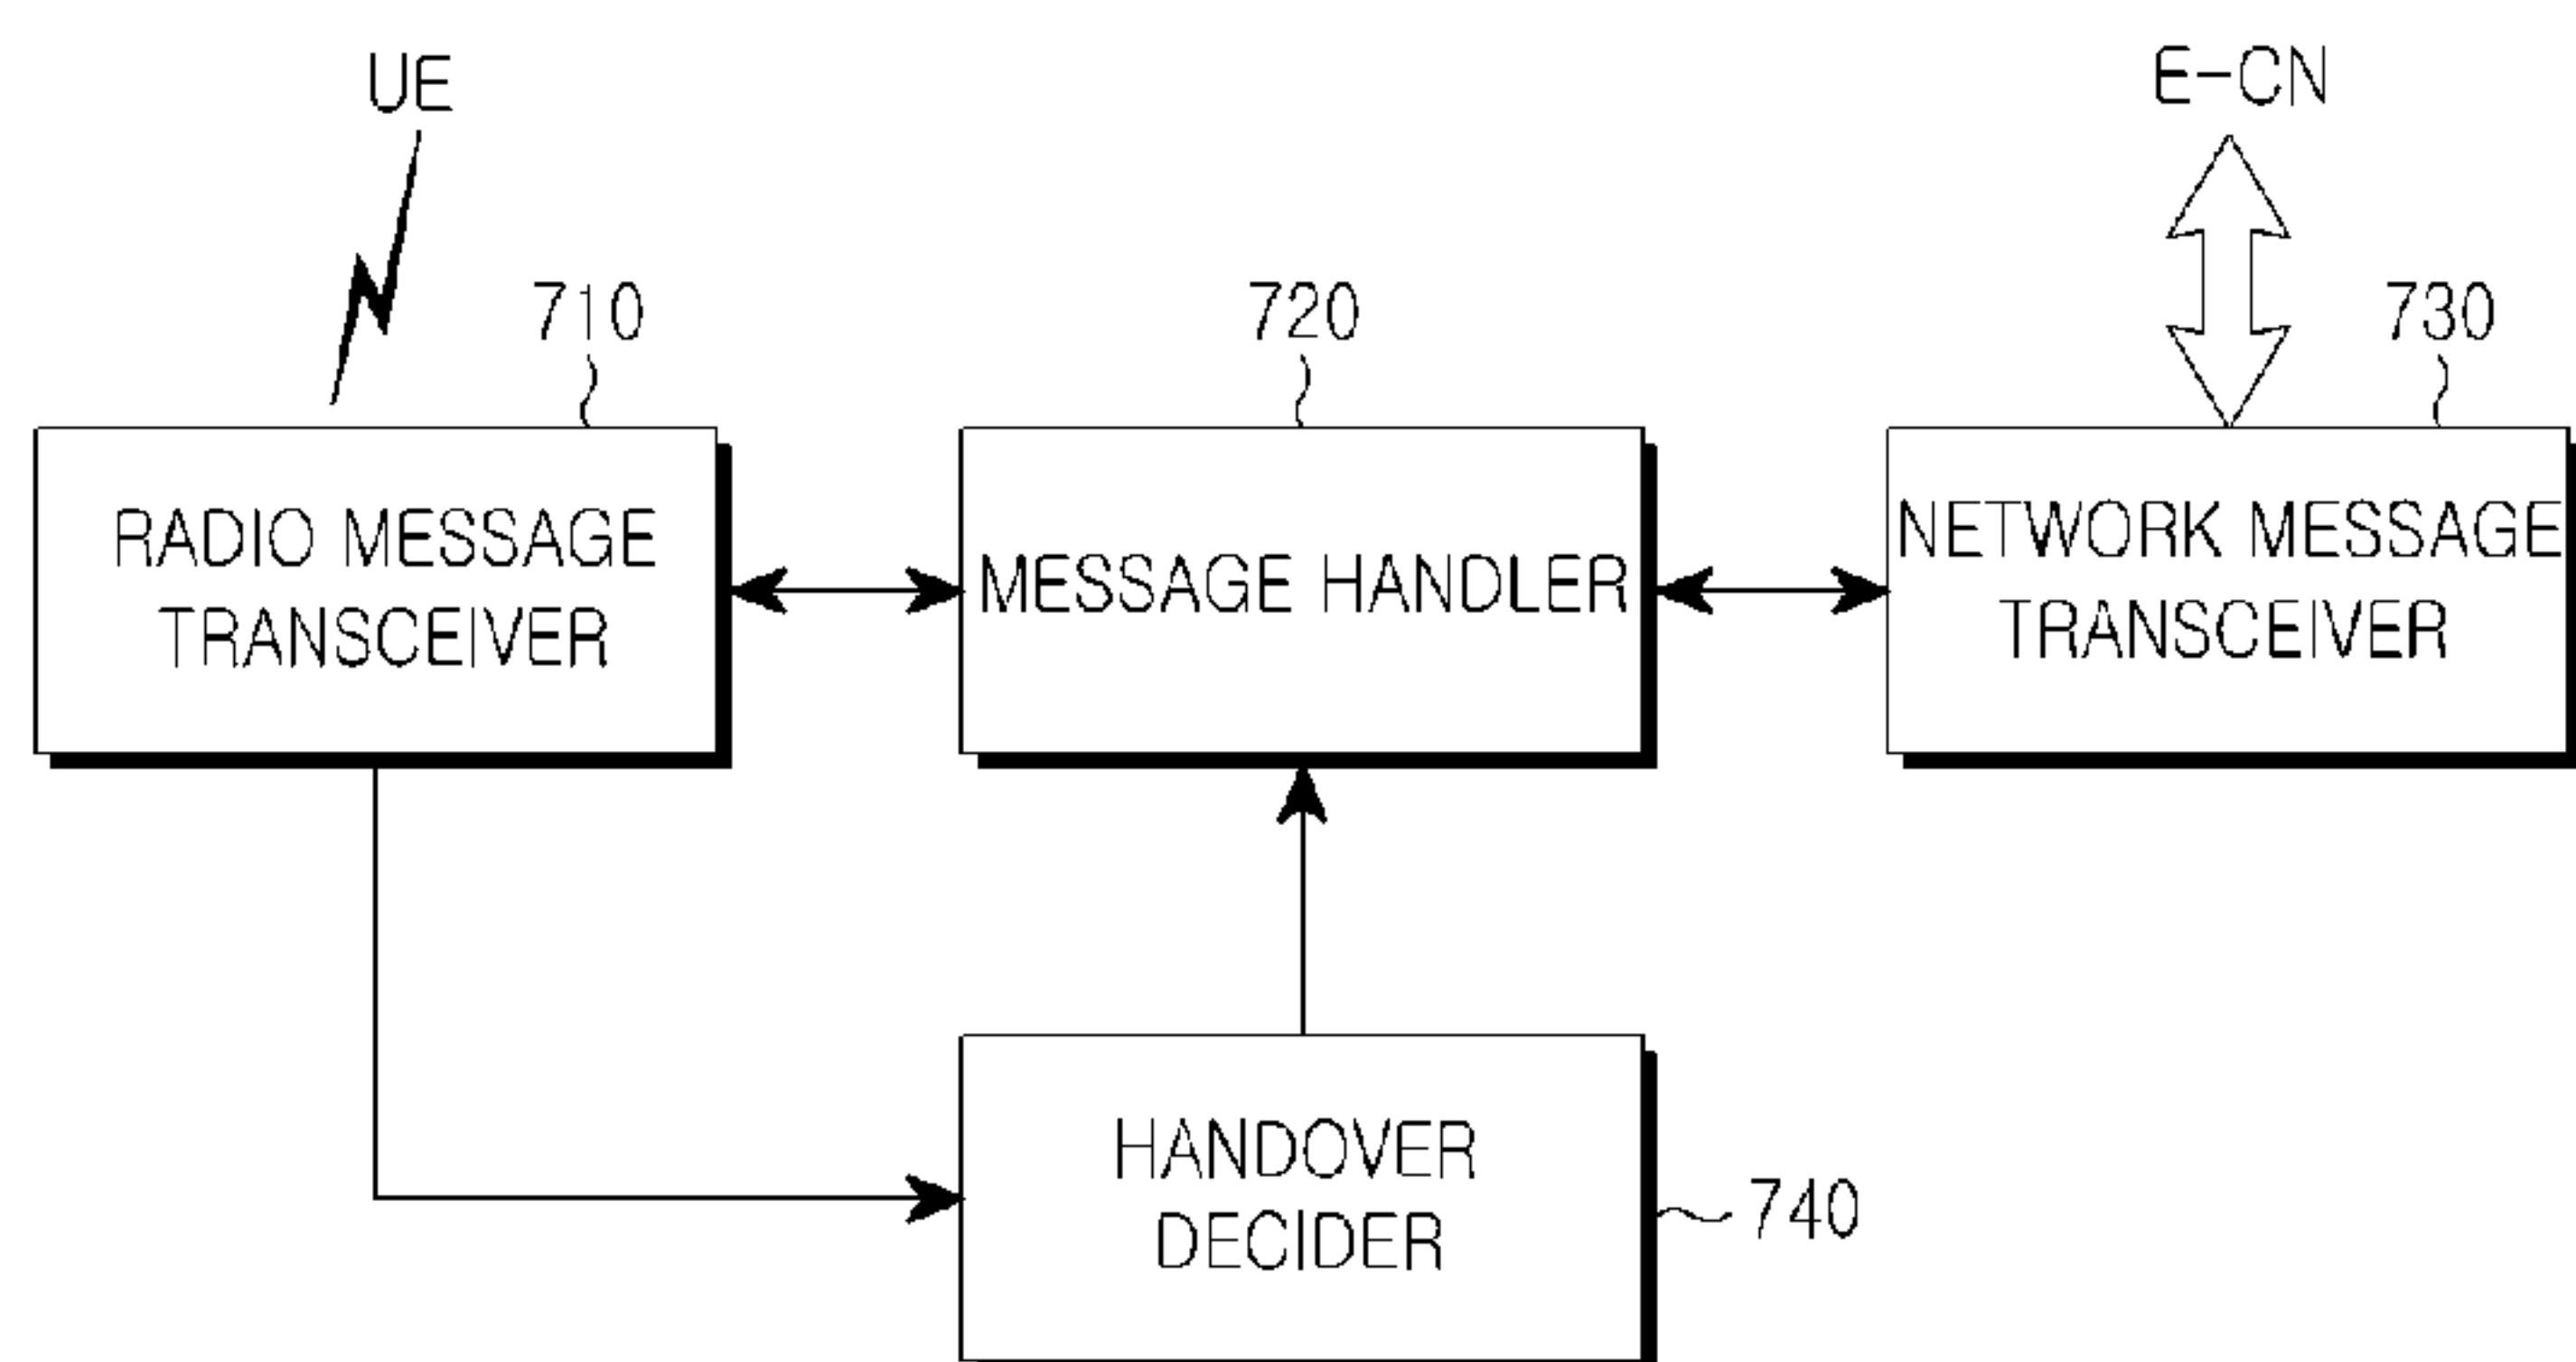 UE
E-CN
710
720
730
RADIO MESSAGE
TRANSCEIVER
MESSAGE HANDLER
NETWORK MESSAGE
TRANSCEIVER
HANDOVER
DECIDER
740